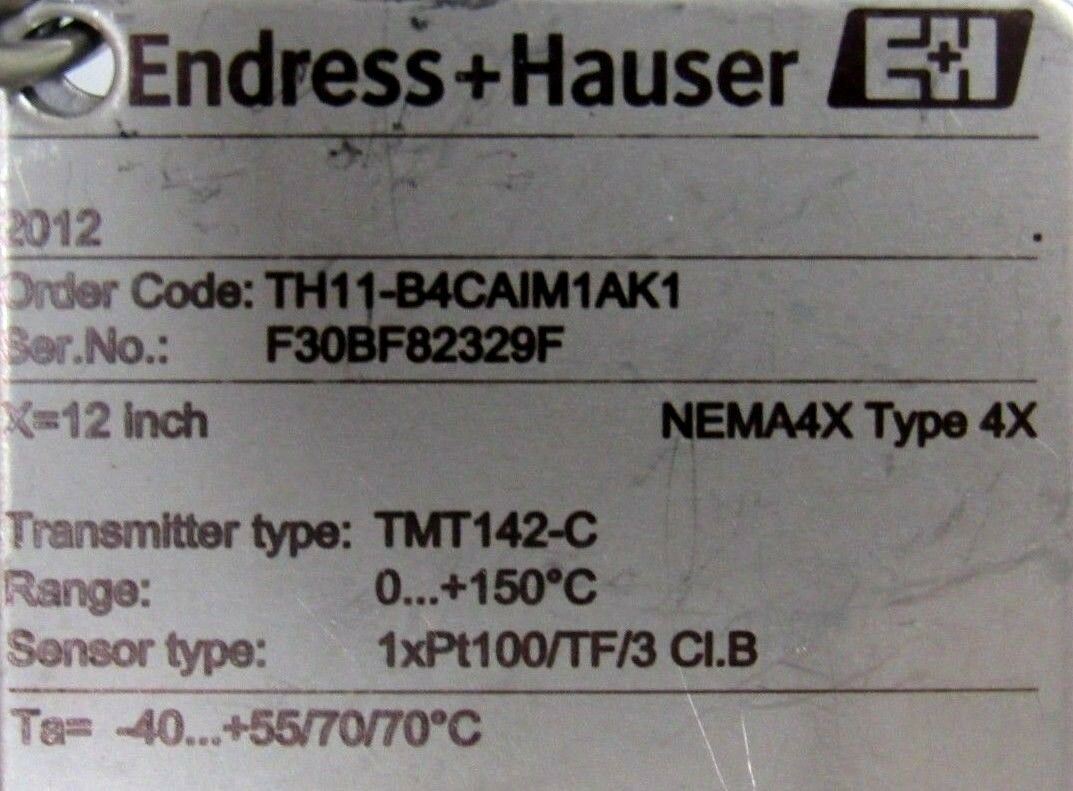 Endress+Hauser E+H
2012
Order Code: TH11-B4CAIM1AK1
Ser.No.: F30BF82329F
X=12 inch NEMA4X Type 4X
Transmitter type: TMT142-C
Range: 0...+150°C
Sensor type: 1xPt100/TF/3 Cl.B
Ta= -40...+55/70/70°C